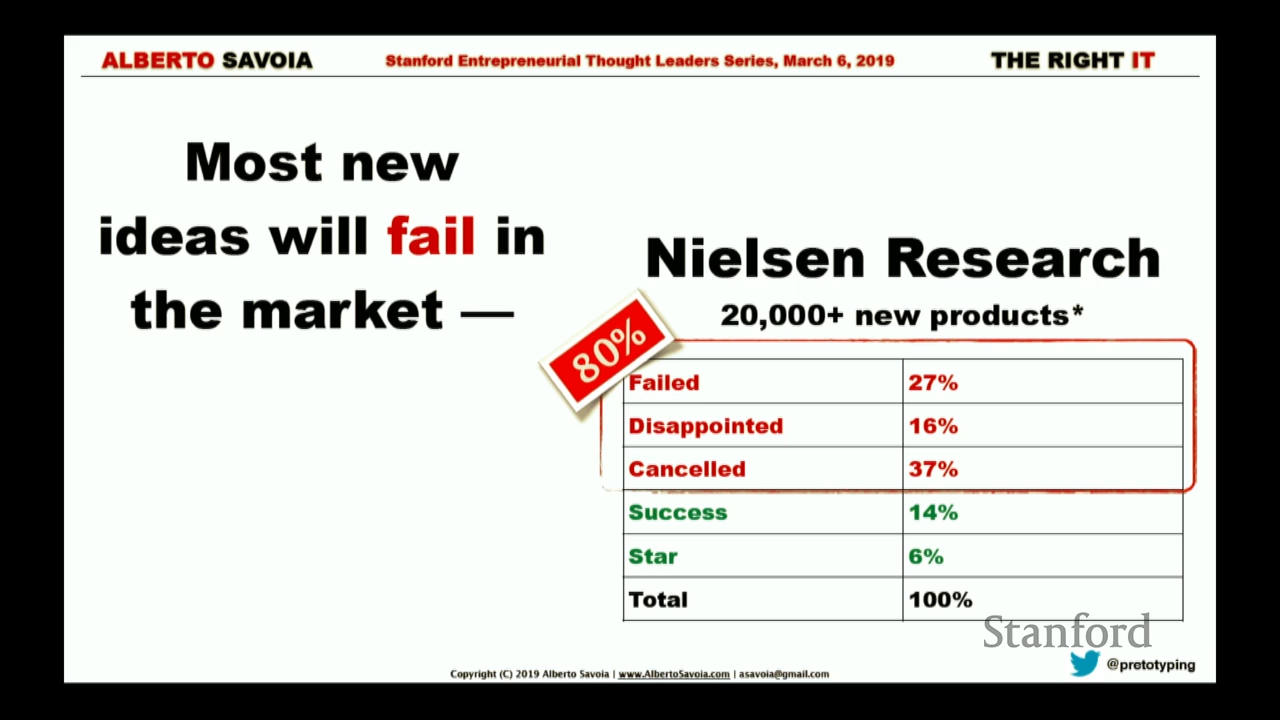 ALBERTO SAVOIA
Stanford Entrepreneurial Thought Leaders Series, March 6, 2019
THE RIGHT IT
Most new
ideas will fail in
the market —
Nielsen Research
20,000+ new products*
80%
Failed 27%
Disappointed 16%
Cancelled 37%
Success 14%
Star 6%
Total 100%
Stanford
@pretotyping
Copyright (C) 2019 Alberto Savoia | www.AlbertoSavoia.com | asavoia@gmail.com